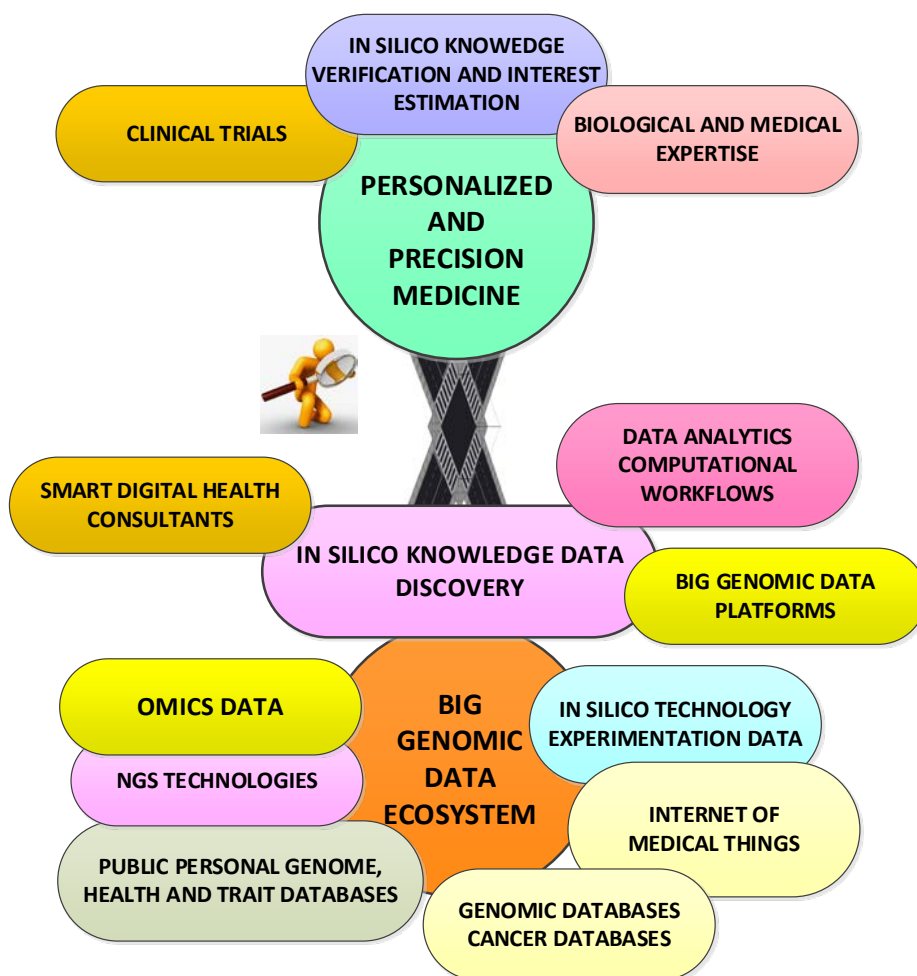 IN SILICO KNOWEDGE
VERIFICATION AND INTEREST
ESTIMATION
CLINICAL TRIALS
BIOLOGICAL AND MEDICAL
EXPERTISE
PERSONALIZED
AND
PRECISION
MEDICINE
DATA ANALYTICS
COMPUTATIONAL
WORKFLOWS
SMART DIGITAL HEALTH
CONSULTANTS
IN SILICO KNOWLEDGE DATA
DISCOVERY
BIG GENOMIC DATA
PLATFORMS
OMICS DATA
BIG
GENOMIC
DATA
ECOSYSTEM
IN SILICO TECHNOLOGY
EXPERIMENTATION DATA
NGS TECHNOLOGIES
INTERNET OF
MEDICAL THINGS
PUBLIC PERSONAL GENOME,
HEALTH AND TRAIT DATABASES
GENOMIC DATABASES
CANCER DATABASES